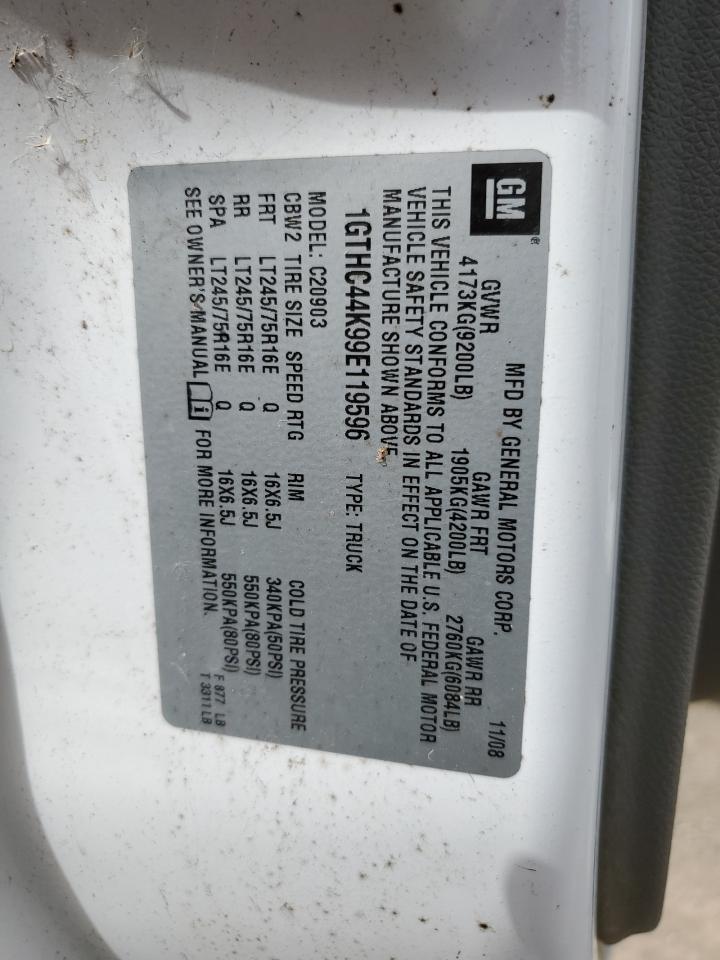 GM
MFD BY GENERAL MOTORS CORP. 11/08
GVWR GAWR FRT GAWR RR
4173KG(9200LB) 1905KG(4200LB) 2760KG(6084LB)
THIS VEHICLE CONFORMS TO ALL APPLICABLE U.S. FEDERAL MOTOR
VEHICLE SAFETY STANDARDS IN EFFECT ON THE DATE OF
MANUFACTURE SHOWN ABOVE.
1GTHC44K99E119596 TYPE: TRUCK
MODEL: C20903
CBW2 TIRE SIZE SPEED RTG RIM COLD TIRE PRESSURE
FRT LT245/75R16E Q 16X6.5J 340KPA(50PSI)
RR LT245/75R16E Q 16X6.5J 550KPA(80PSI)
SPA LT245/75R16E Q 16X6.5J 550KPA(80PSI)
SEE OWNER'S MANUAL i FOR MORE INFORMATION.
F 877 LB
T 3311 LB